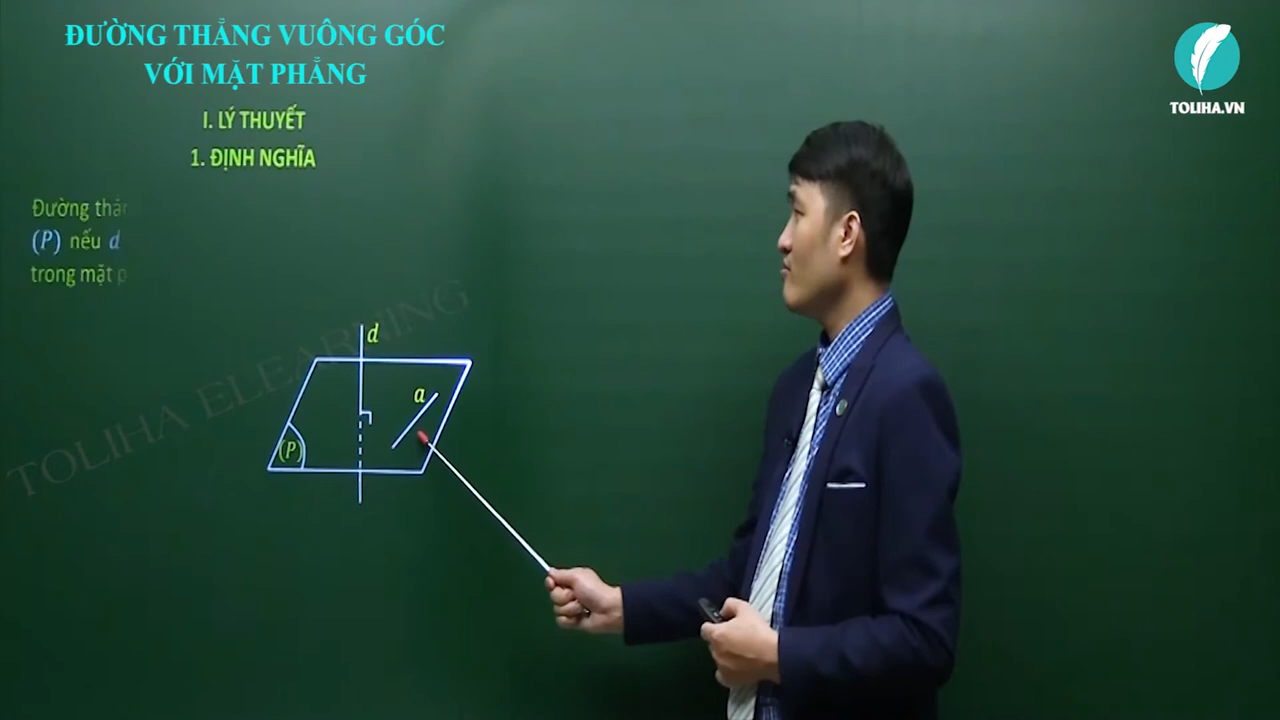 ĐƯỜNG THẲNG VUÔNG GÓC
VỚI MẶT PHẲNG
TOLIHA.VN
I. LÝ THUYẾT
1. ĐỊNH NGHĨA
Đường
(P) nếu d
trong mặt
d
a
(P)
TOLIHA ELEARNING